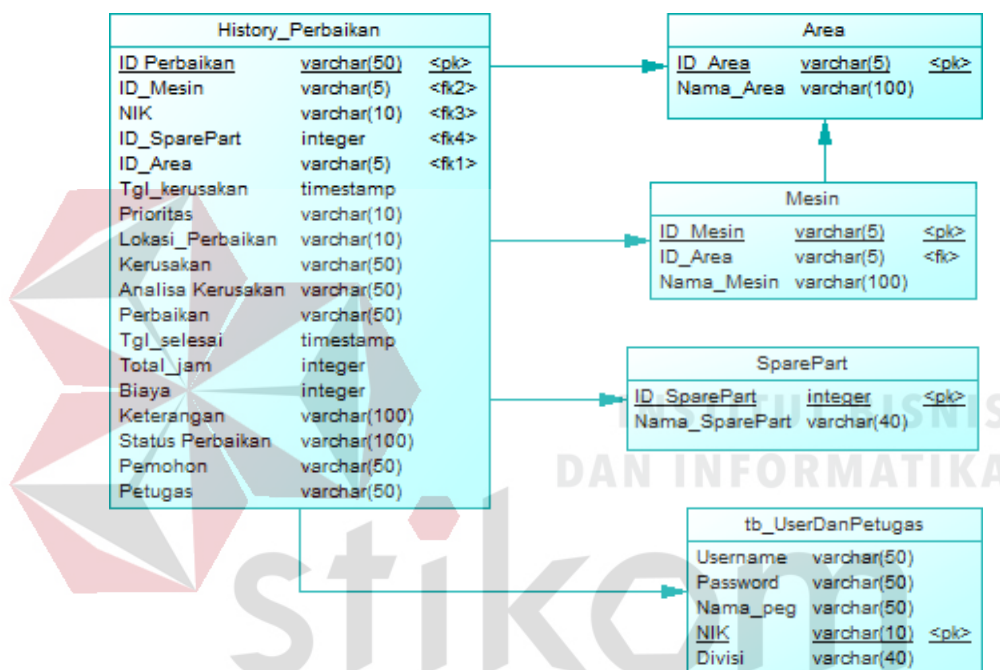 History_Perbaikan
ID Perbaikan varchar(50) <pk>
ID_Mesin varchar(5) <fk2>
NIK varchar(10) <fk3>
ID_SparePart integer <fk4>
ID_Area varchar(5) <fk1>
Tgl_kerusakan timestamp
Prioritas varchar(10)
Lokasi_Perbaikan varchar(10)
Kerusakan varchar(50)
Analisa Kerusakan varchar(50)
Perbaikan varchar(50)
Tgl_selesai timestamp
Total_jam integer
Biaya integer
Keterangan varchar(100)
Status Perbaikan varchar(100)
Pemohon varchar(50)
Petugas varchar(50)
Area
ID_Area varchar(5) <pk>
Nama_Area varchar(100)
Mesin
ID_Mesin varchar(5) <pk>
ID_Area varchar(5) <fk>
Nama_Mesin varchar(100)
SparePart
ID_SparePart integer <pk>
Nama_SparePart varchar(40)
INSTITUT BISNIS
DAN INFORMATIKA
stikom
tb_UserDanPetugas
Username varchar(50)
Password varchar(50)
Nama_peg varchar(50)
NIK varchar(10) <pk>
Divisi varchar(40)